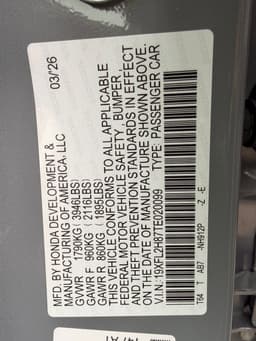 03/26
MFD. BY HONDA DEVELOPMENT &
MANUFACTURING OF AMERICA, LLC
GVWR 1790KG ( 3946LBS)
GAWR F 960KG ( 2116LBS)
GAWR R 860KG ( 1895LBS)
THIS VEHICLE CONFORMS TO ALL APPLICABLE
FEDERAL MOTOR VEHICLE SAFETY, BUMPER,
AND THEFT PREVENTION STANDARDS IN EFFECT
ON THE DATE OF MANUFACTURE SHOWN ABOVE.
V.I.N. 19XFL2H87TE020099 TYPE: PASSENGER CAR
T64 T AB7 -NH912P -Z -E